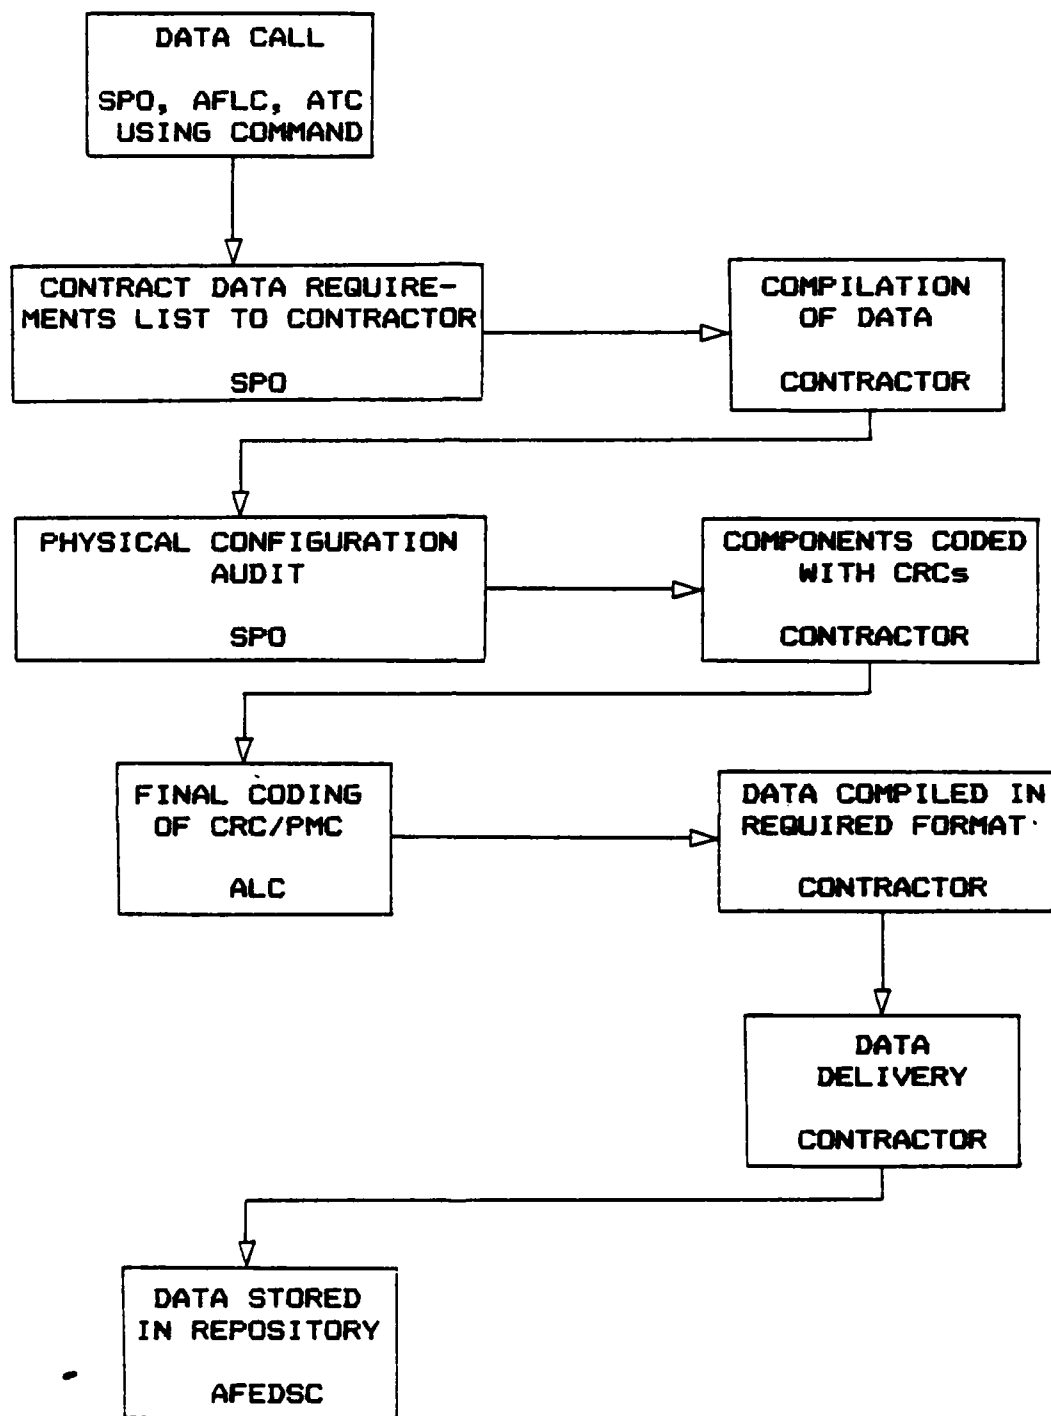 DATA CALL
SPO, AFLC, ATC
USING COMMAND
CONTRACT DATA REQUIRE-
MENTS LIST TO CONTRACTOR
SPO
COMPILATION
OF DATA
CONTRACTOR
PHYSICAL CONFIGURATION
AUDIT
SPO
COMPONENTS CODED
WITH CRCs
CONTRACTOR
FINAL CODING
OF CRC/PMC
ALC
DATA COMPILED IN
REQUIRED FORMAT
CONTRACTOR
DATA
DELIVERY
CONTRACTOR
DATA STORED
IN REPOSITORY
AFEDSC